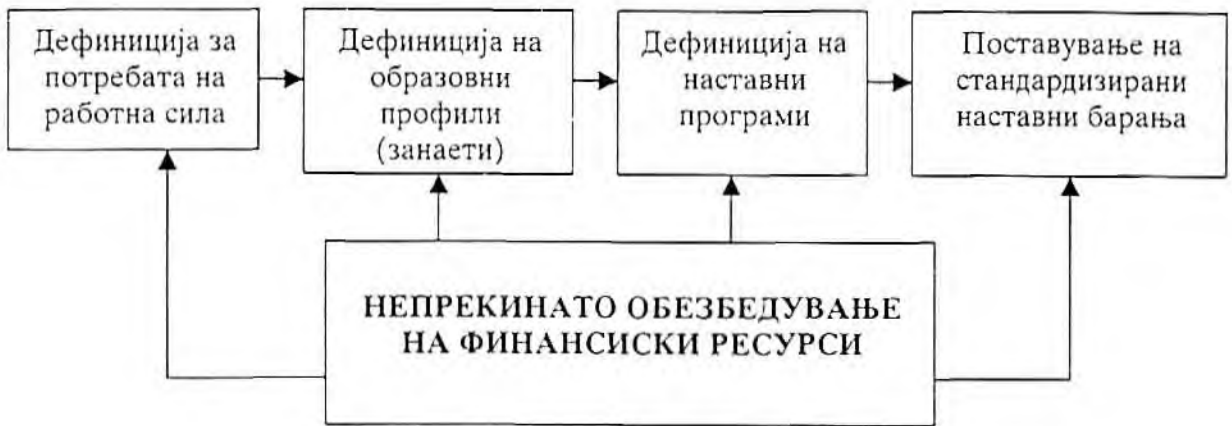 Дефиниција за
потребата на
работна сила
Дефиниција на
образовни
профили
(занаети)
Дефиниција на
наставни
програми
Поставување на
стандардизирани
наставни барања
НЕПРЕКИНАТО ОБЕЗБЕДУВАЊЕ
НА ФИНАНСИСКИ РЕСУРСИ